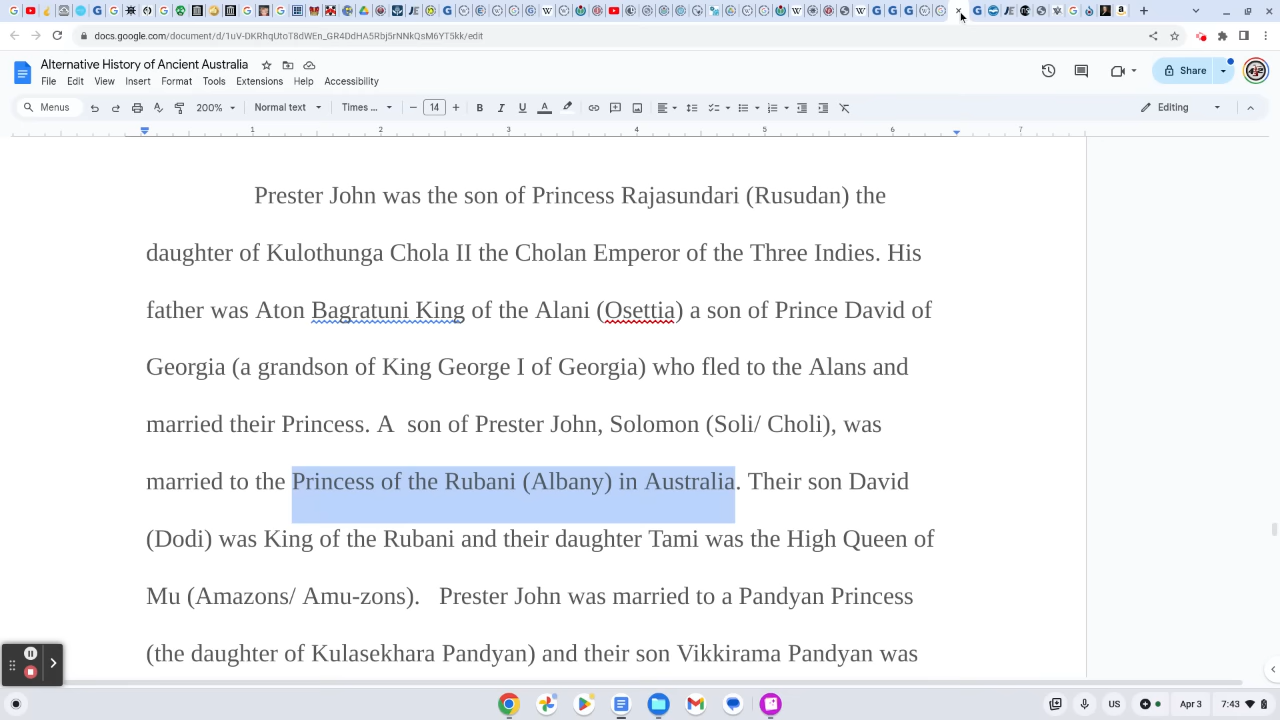 docs.google.com/document/d/1uV-DKRhqUtoT8dWEn_GR4DdHA5Rbj5rNNkQsM6YT5kk/edit
Alternative History of Ancient Australia
File Edit View Insert Format Tools Extensions Help Accessibility
Share
Menus 200% Normal text Times ... 14 B I U A Editing
1 2 3 4 5 6 7
Prester John was the son of Princess Rajasundari (Rusudan) the
daughter of Kulothunga Chola II the Cholan Emperor of the Three Indies. His
father was Aton Bagratuni King of the Alani (Osettia) a son of Prince David of
Georgia (a grandson of King George I of Georgia) who fled to the Alans and
married their Princess. A son of Prester John, Solomon (Soli/ Choli), was
married to the Princess of the Rubani (Albany) in Australia. Their son David
(Dodi) was King of the Rubani and their daughter Tami was the High Queen of
Mu (Amazons/ Amu-zons). Prester John was married to a Pandyan Princess
(the daughter of Kulasekhara Pandyan) and their son Vikkirama Pandyan was
US Apr 3 7:43